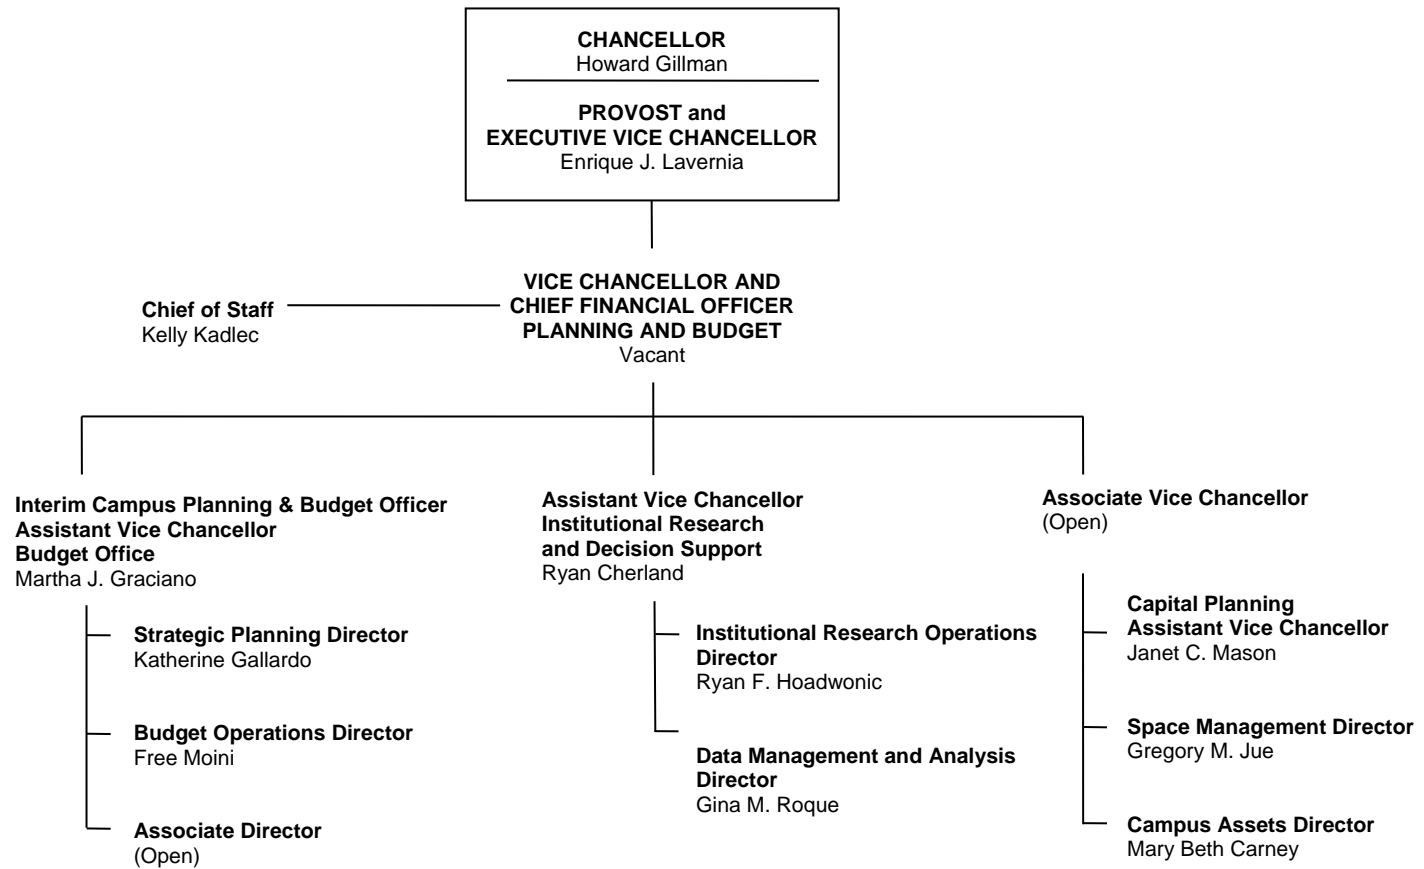 CHANCELLOR
Howard Gillman
PROVOST and
EXECUTIVE VICE CHANCELLOR
Enrique J. Lavernia
VICE CHANCELLOR AND
CHIEF FINANCIAL OFFICER
PLANNING AND BUDGET
Vacant
Chief of Staff
Kelly Kadlec
Interim Campus Planning & Budget Officer
Assistant Vice Chancellor
Budget Office
Martha J. Graciano
Strategic Planning Director
Katherine Gallardo
Budget Operations Director
Free Moini
Associate Director
(Open)
Assistant Vice Chancellor
Institutional Research
and Decision Support
Ryan Cherland
Institutional Research Operations
Director
Ryan F. Hoadwonic
Data Management and Analysis
Director
Gina M. Roque
Associate Vice Chancellor
(Open)
Capital Planning
Assistant Vice Chancellor
Janet C. Mason
Space Management Director
Gregory M. Jue
Campus Assets Director
Mary Beth Carney